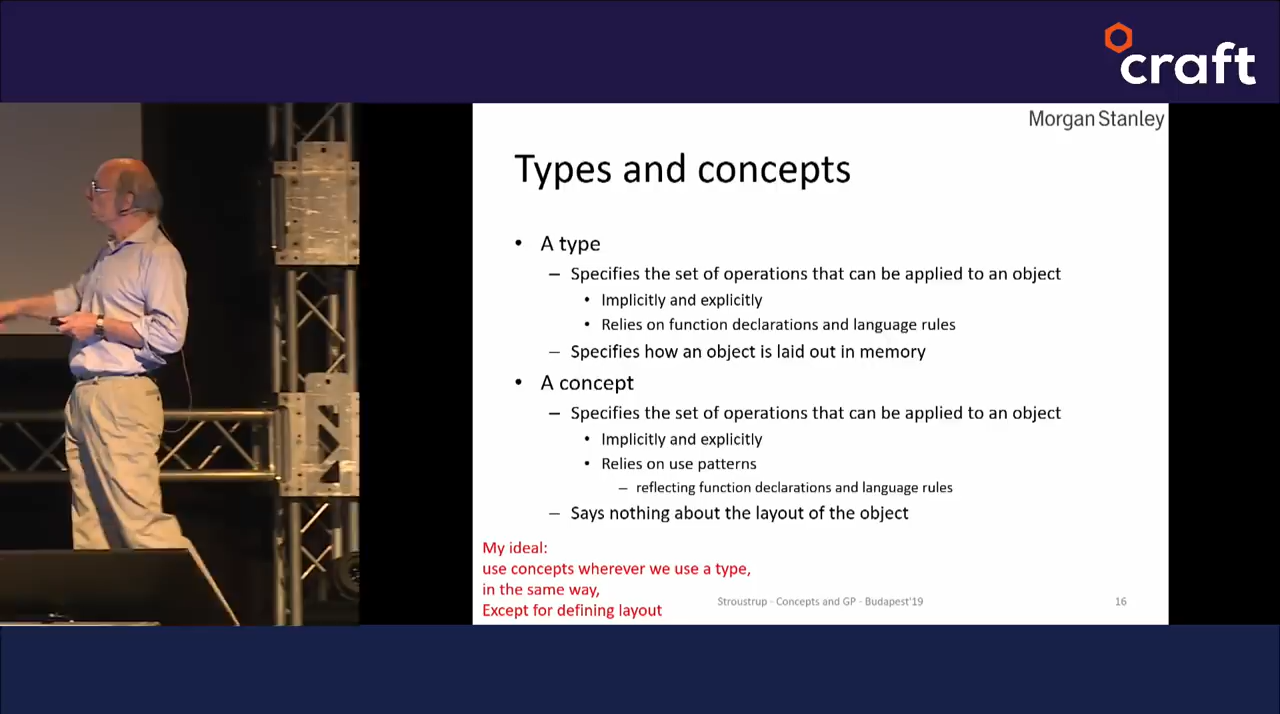 craft
Morgan Stanley
Types and concepts
• A type
– Specifies the set of operations that can be applied to an object
• Implicitly and explicitly
• Relies on function declarations and language rules
– Specifies how an object is laid out in memory
• A concept
– Specifies the set of operations that can be applied to an object
• Implicitly and explicitly
• Relies on use patterns
– reflecting function declarations and language rules
– Says nothing about the layout of the object
My ideal:
use concepts wherever we use a type,
in the same way,
Except for defining layout
Stroustrup - Concepts and GP - Budapest'19
16